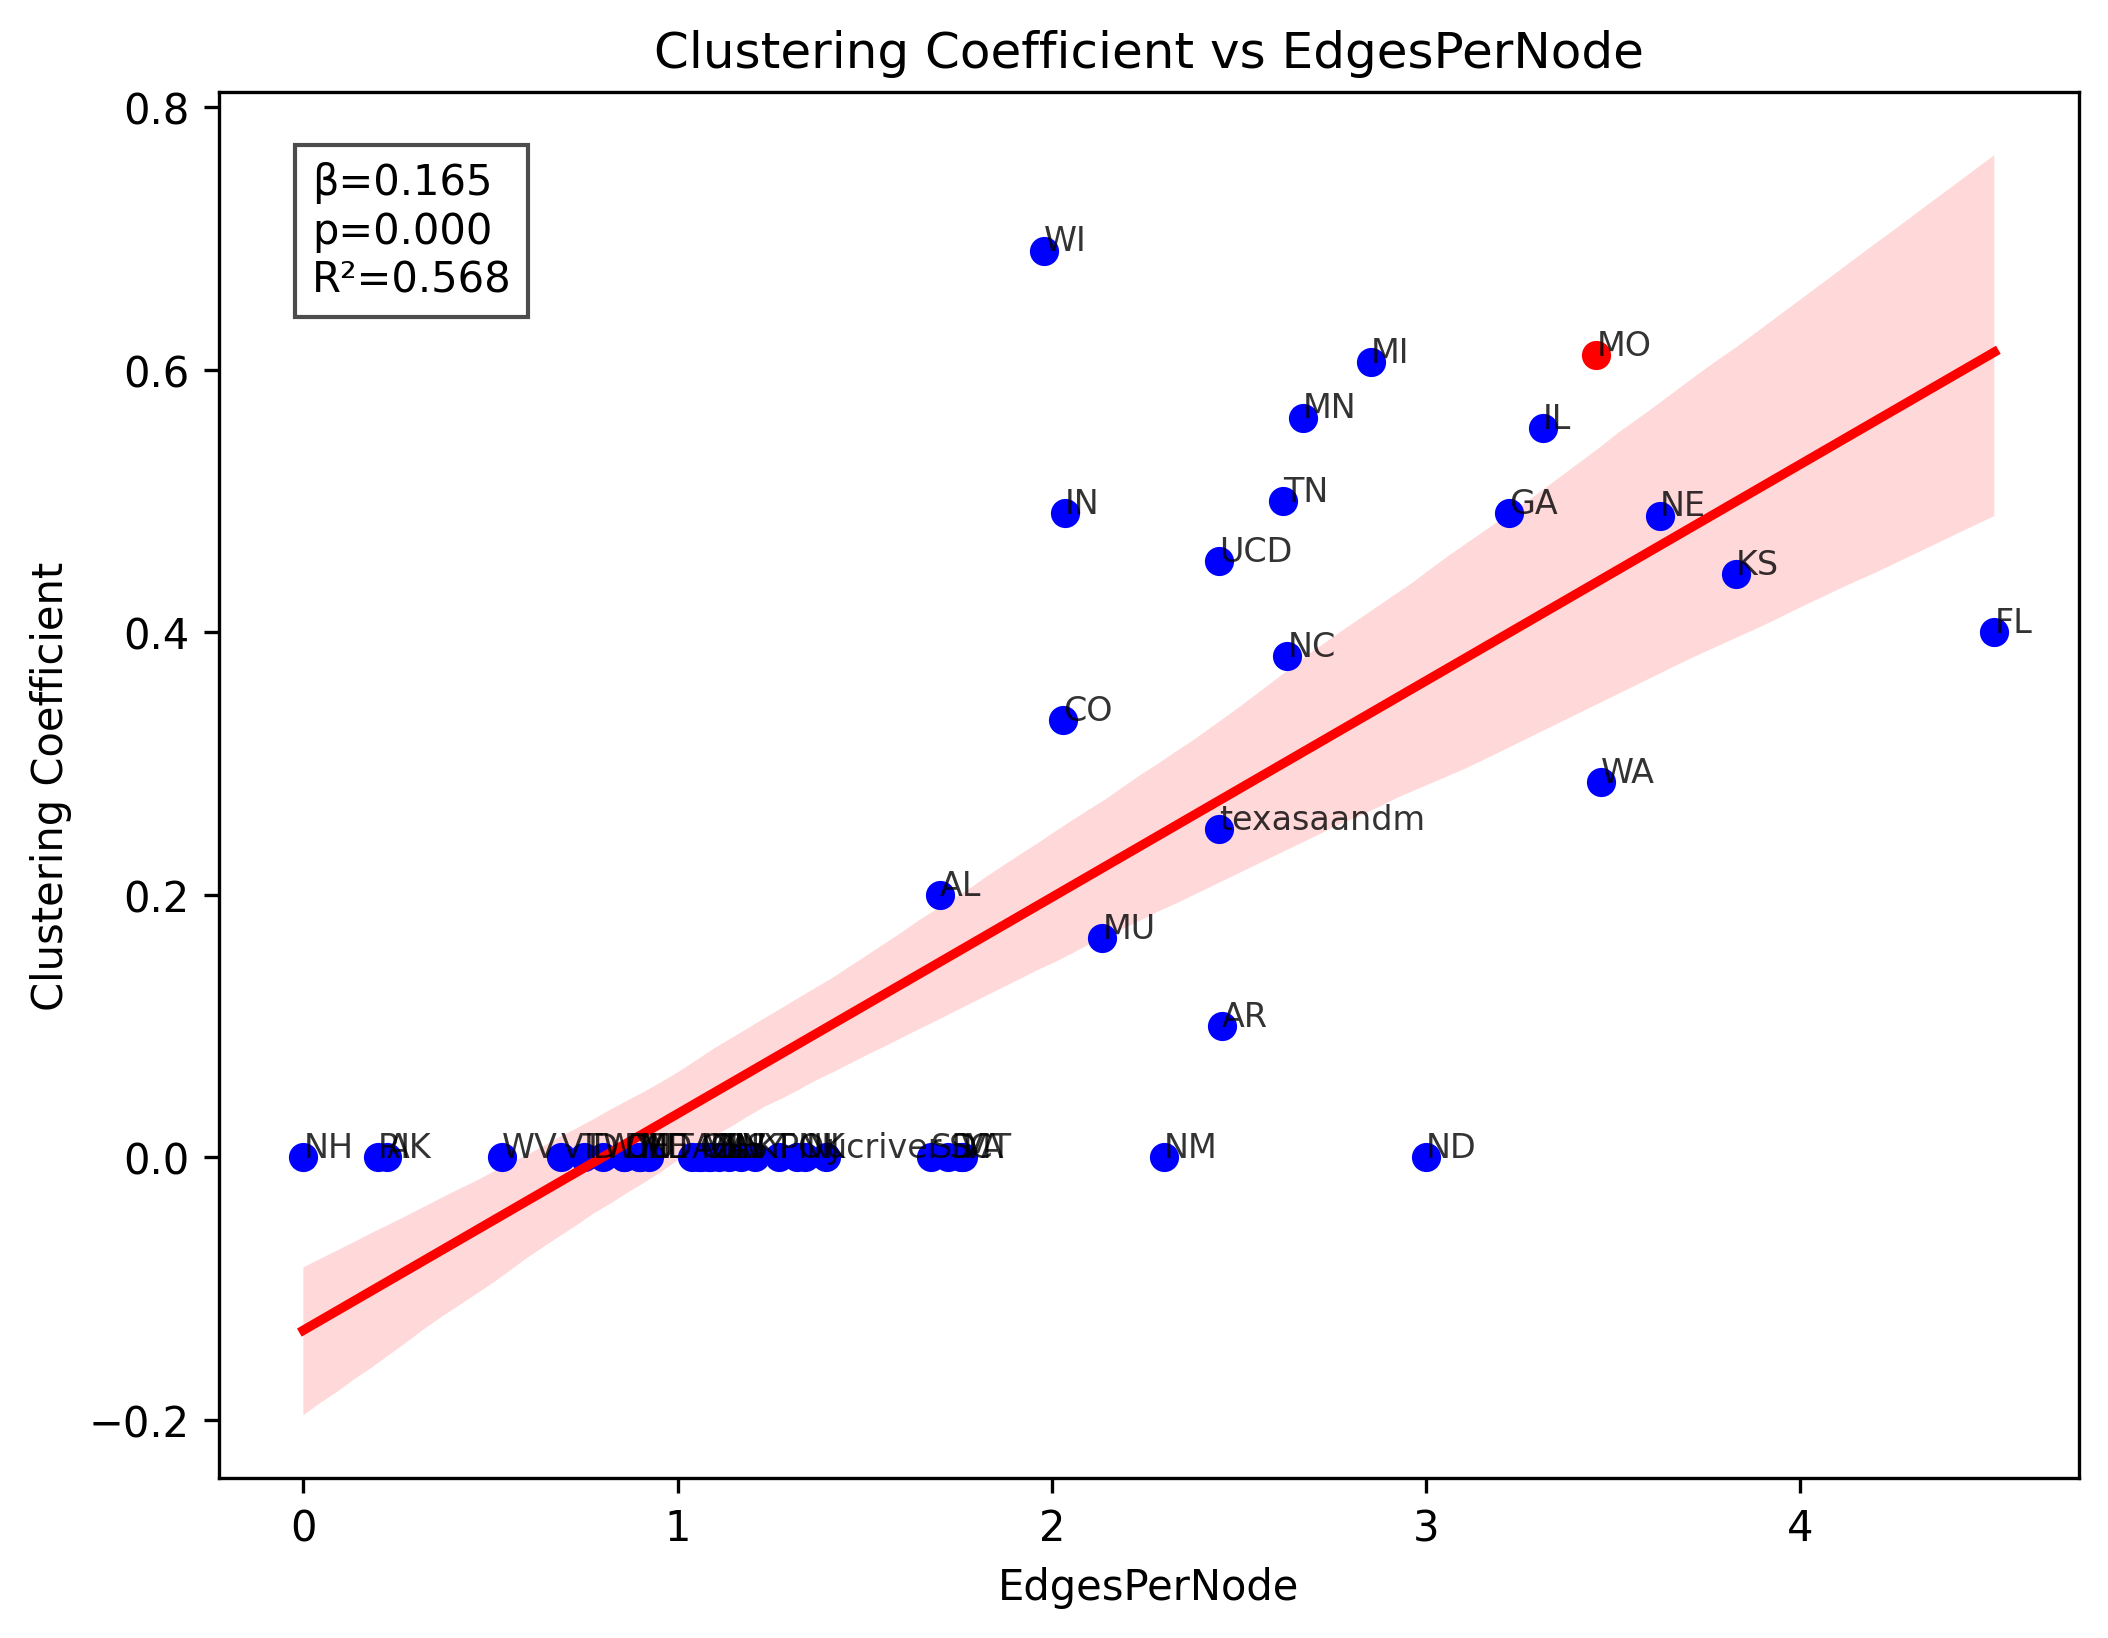 Clustering Coefficient vs EdgesPerNode
0.8
β=0.165
p=0.000
R²=0.568
WI
MO
MI
0.6
MN
IL
TN
GA
NE
IN
UCD
KS
0.4
FL
NC
CO
WA
texasaandm
0.2
AL
MU
AR
0.0
NH
AK
WV
NM
ND
−0.2
Clustering Coefficient
0
1
2
3
4
EdgesPerNode